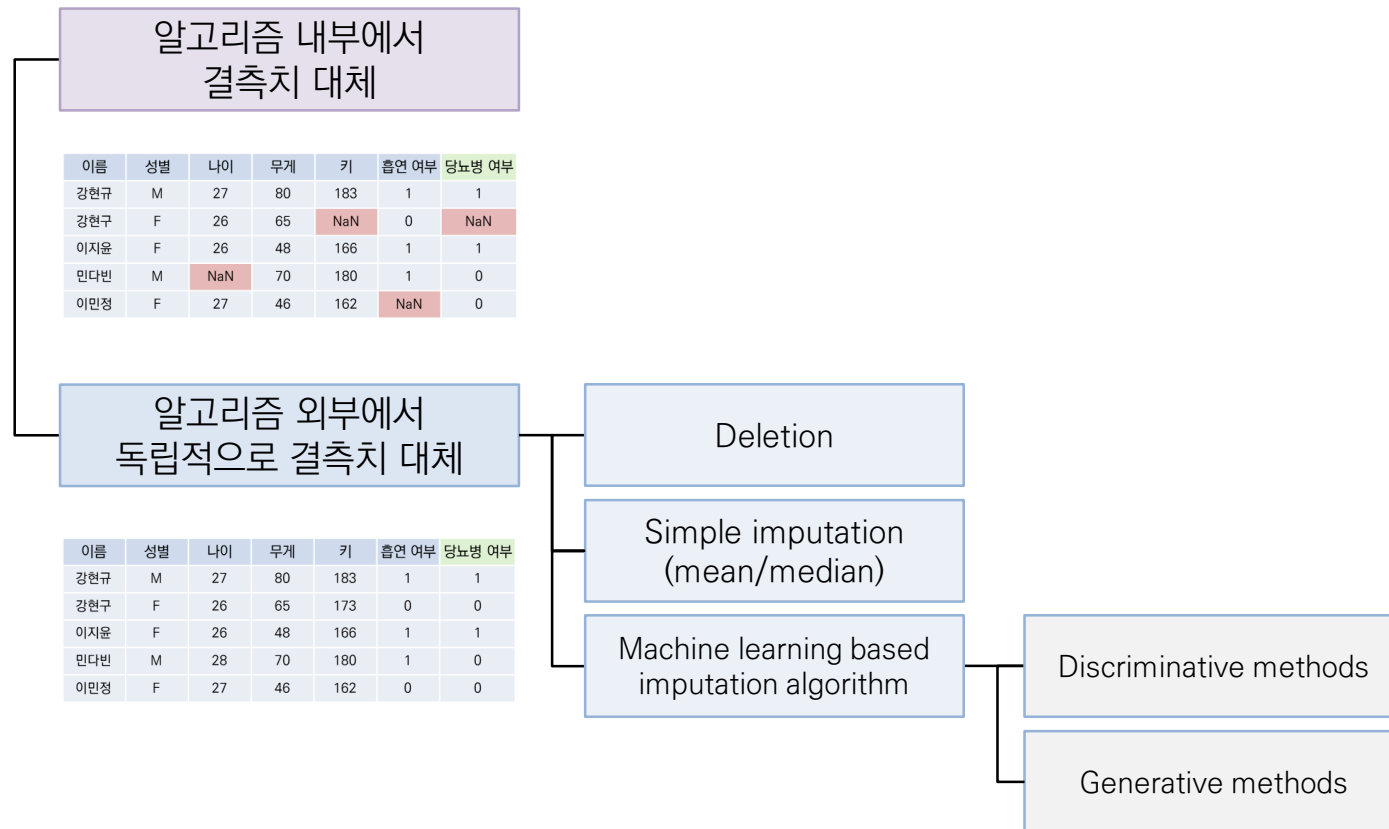 알고리즘 내부에서
결측치 대체
이름 성별 나이 무게 키 흡연 여부 당뇨병 여부
강현규 M 27 80 183 1 1
강현구 F 26 65 NaN 0 NaN
이지윤 F 26 48 166 1 1
민다빈 M NaN 70 180 1 0
이민정 F 27 46 162 NaN 0
알고리즘 외부에서
독립적으로 결측치 대체
Deletion
Simple imputation
(mean/median)
Machine learning based
imputation algorithm
Discriminative methods
Generative methods
이름 성별 나이 무게 키 흡연 여부 당뇨병 여부
강현규 M 27 80 183 1 1
강현구 F 26 65 173 0 0
이지윤 F 26 48 166 1 1
민다빈 M 28 70 180 1 0
이민정 F 27 46 162 0 0